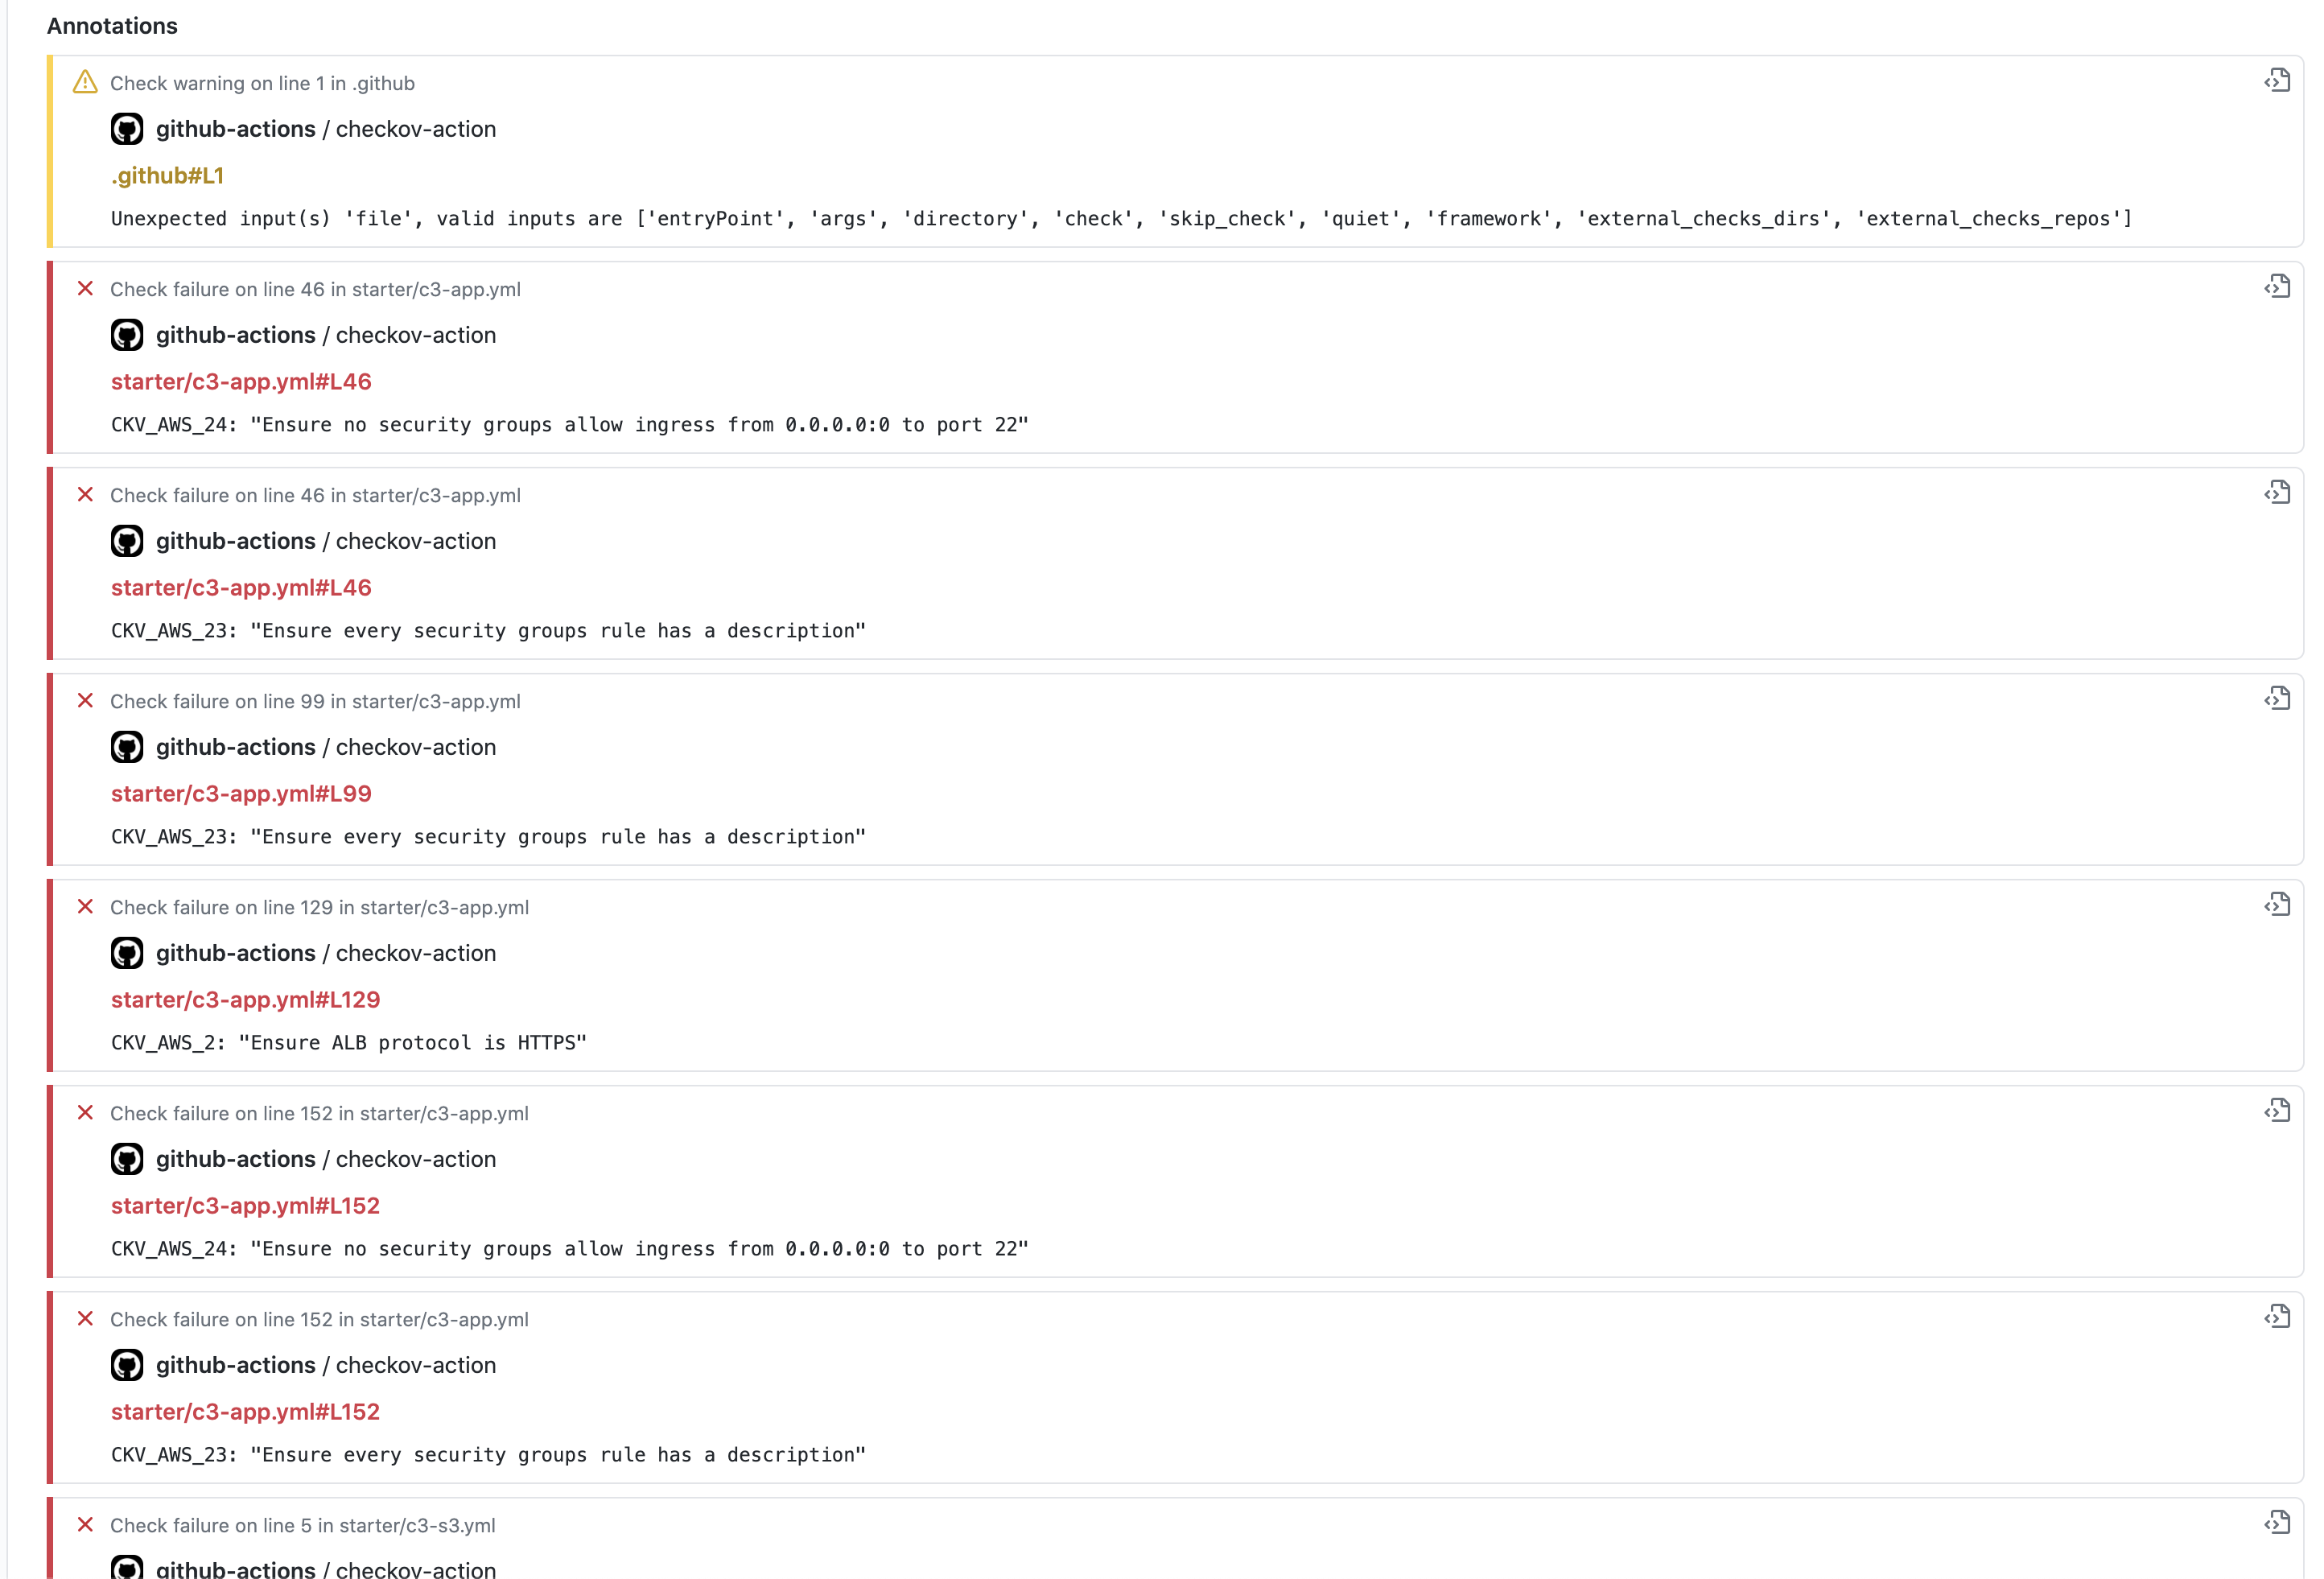 Annotations
Check warning on line 1 in .github
github-actions / checkov-action
.github#L1
Unexpected input(s) 'file', valid inputs are ['entryPoint', 'args', 'directory', 'check', 'skip_check', 'quiet', 'framework', 'external_checks_dirs', 'external_checks_repos']
Check failure on line 46 in starter/c3-app.yml
github-actions / checkov-action
starter/c3-app.yml#L46
CKV_AWS_24: "Ensure no security groups allow ingress from 0.0.0.0:0 to port 22"
Check failure on line 46 in starter/c3-app.yml
github-actions / checkov-action
starter/c3-app.yml#L46
CKV_AWS_23: "Ensure every security groups rule has a description"
Check failure on line 99 in starter/c3-app.yml
github-actions / checkov-action
starter/c3-app.yml#L99
CKV_AWS_23: "Ensure every security groups rule has a description"
Check failure on line 129 in starter/c3-app.yml
github-actions / checkov-action
starter/c3-app.yml#L129
CKV_AWS_2: "Ensure ALB protocol is HTTPS"
Check failure on line 152 in starter/c3-app.yml
github-actions / checkov-action
starter/c3-app.yml#L152
CKV_AWS_24: "Ensure no security groups allow ingress from 0.0.0.0:0 to port 22"
Check failure on line 152 in starter/c3-app.yml
github-actions / checkov-action
starter/c3-app.yml#L152
CKV_AWS_23: "Ensure every security groups rule has a description"
Check failure on line 5 in starter/c3-s3.yml
github-actions / checkov-action